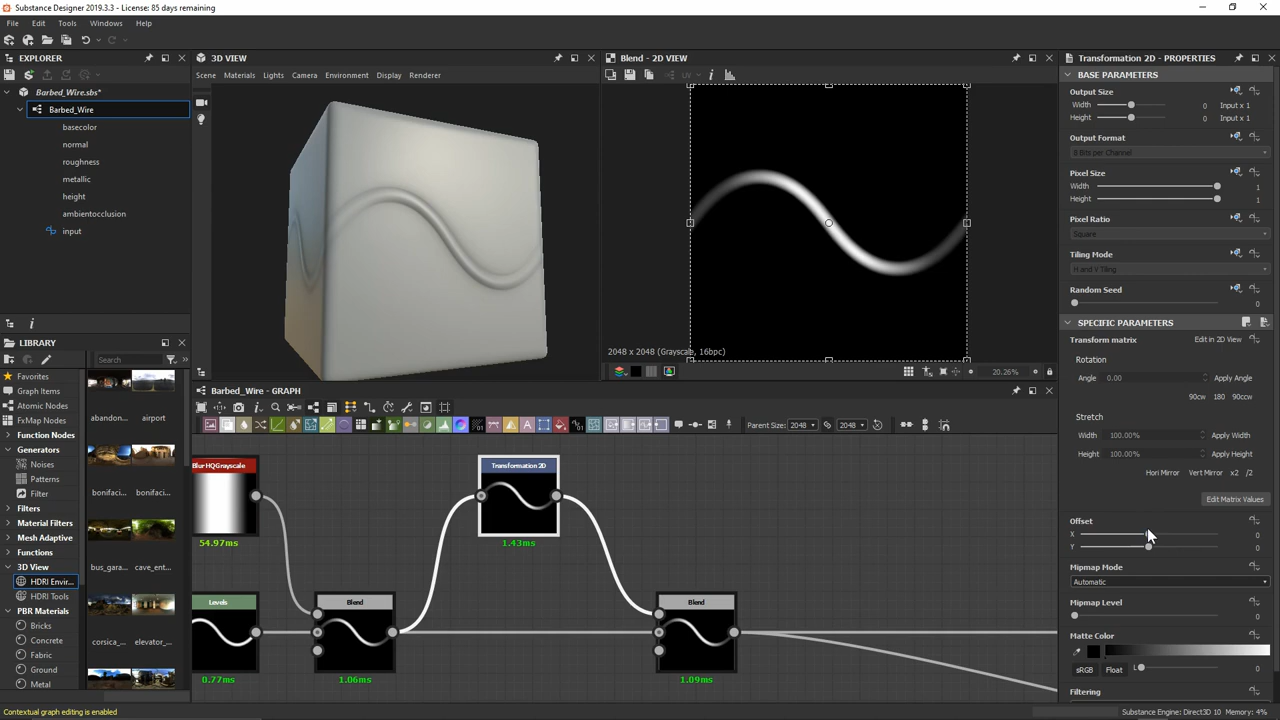 Substance Designer 2019.3.3 - License: 85 days remaining
File Edit Tools Windows Help
EXPLORER
Barbed_Wire.sbs*
Barbed_Wire
basecolor
normal
roughness
metallic
height
ambientocclusion
input
3D VIEW
Scene Materials Lights Camera Environment Display Renderer
Blend - 2D VIEW
UV
2048 x 2048 (Grayscale, 16bpc)
20.26%
Transformation 2D - PROPERTIES
BASE PARAMETERS
Output Size
Width 0 Input x 1
Height 0 Input x 1
Output Format
8 Bits per Channel
Pixel Size
Width 1
Height 1
Pixel Ratio
Square
Tiling Mode
H and V Tiling
Random Seed
0
SPECIFIC PARAMETERS
Transform matrix Edit in 2D View
Rotation
Angle 0.00 Apply Angle
90cw 180 90ccw
Stretch
Width 100.00% Apply Width
Height 100.00% Apply Height
Hori Mirror Vert Mirror x2 /2
Edit Matrix Values
Offset
X 0
Y 0
Mipmap Mode
Automatic
Mipmap Level
0
Matte Color
sRGB Float L 0
Filtering
LIBRARY
Search
Favorites
Graph Items
Atomic Nodes
FxMap Nodes
Function Nodes
Generators
Noises
Patterns
Filter
Filters
Material Filters
Mesh Adaptive
Functions
3D View
HDRI Envir...
HDRI Tools
PBR Materials
Bricks
Concrete
Fabric
Ground
Metal
abandon... airport
bonifaci... bonifaci...
bus_gara... cave_ent...
corsica_... elevator_...
Barbed_Wire - GRAPH
Parent Size: 2048 2048
Blur HQ Grayscale
54.97ms
Transformation 2D
1.43ms
Levels
0.77ms
Blend
1.06ms
Blend
1.09ms
Contextual graph editing is enabled
Substance Engine: Direct3D 10 Memory: 4%